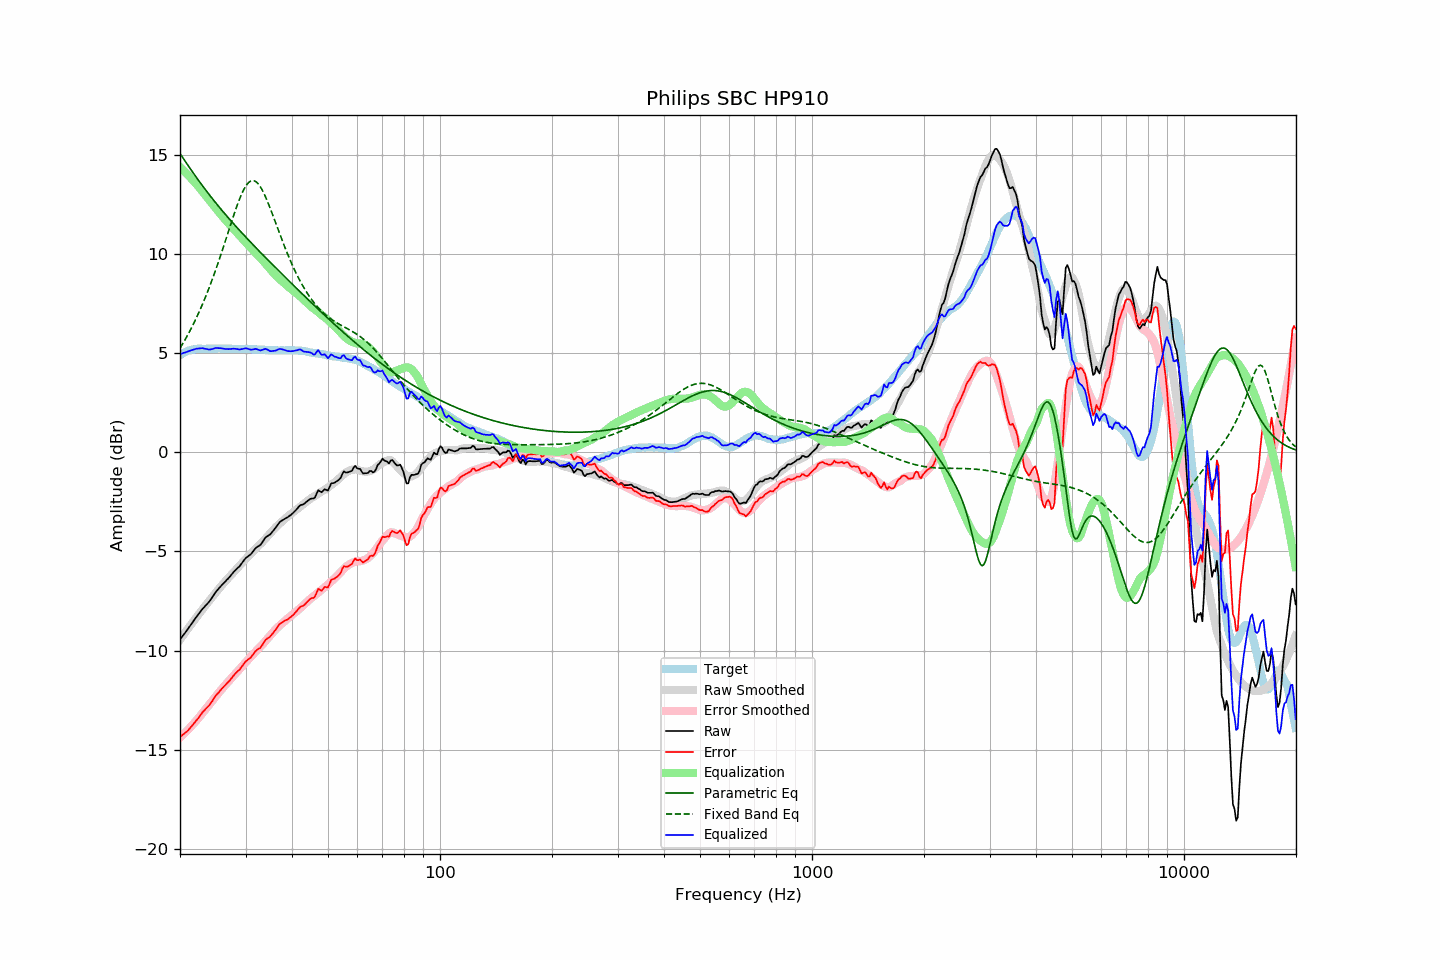 Philips SBC HP910
Amplitude (dBr)
15
10
5
0
−5
−10
−15
−20
Target
Raw Smoothed
Error Smoothed
Raw
Error
Equalization
Parametric Eq
Fixed Band Eq
Equalized
100
1000
10000
Frequency (Hz)